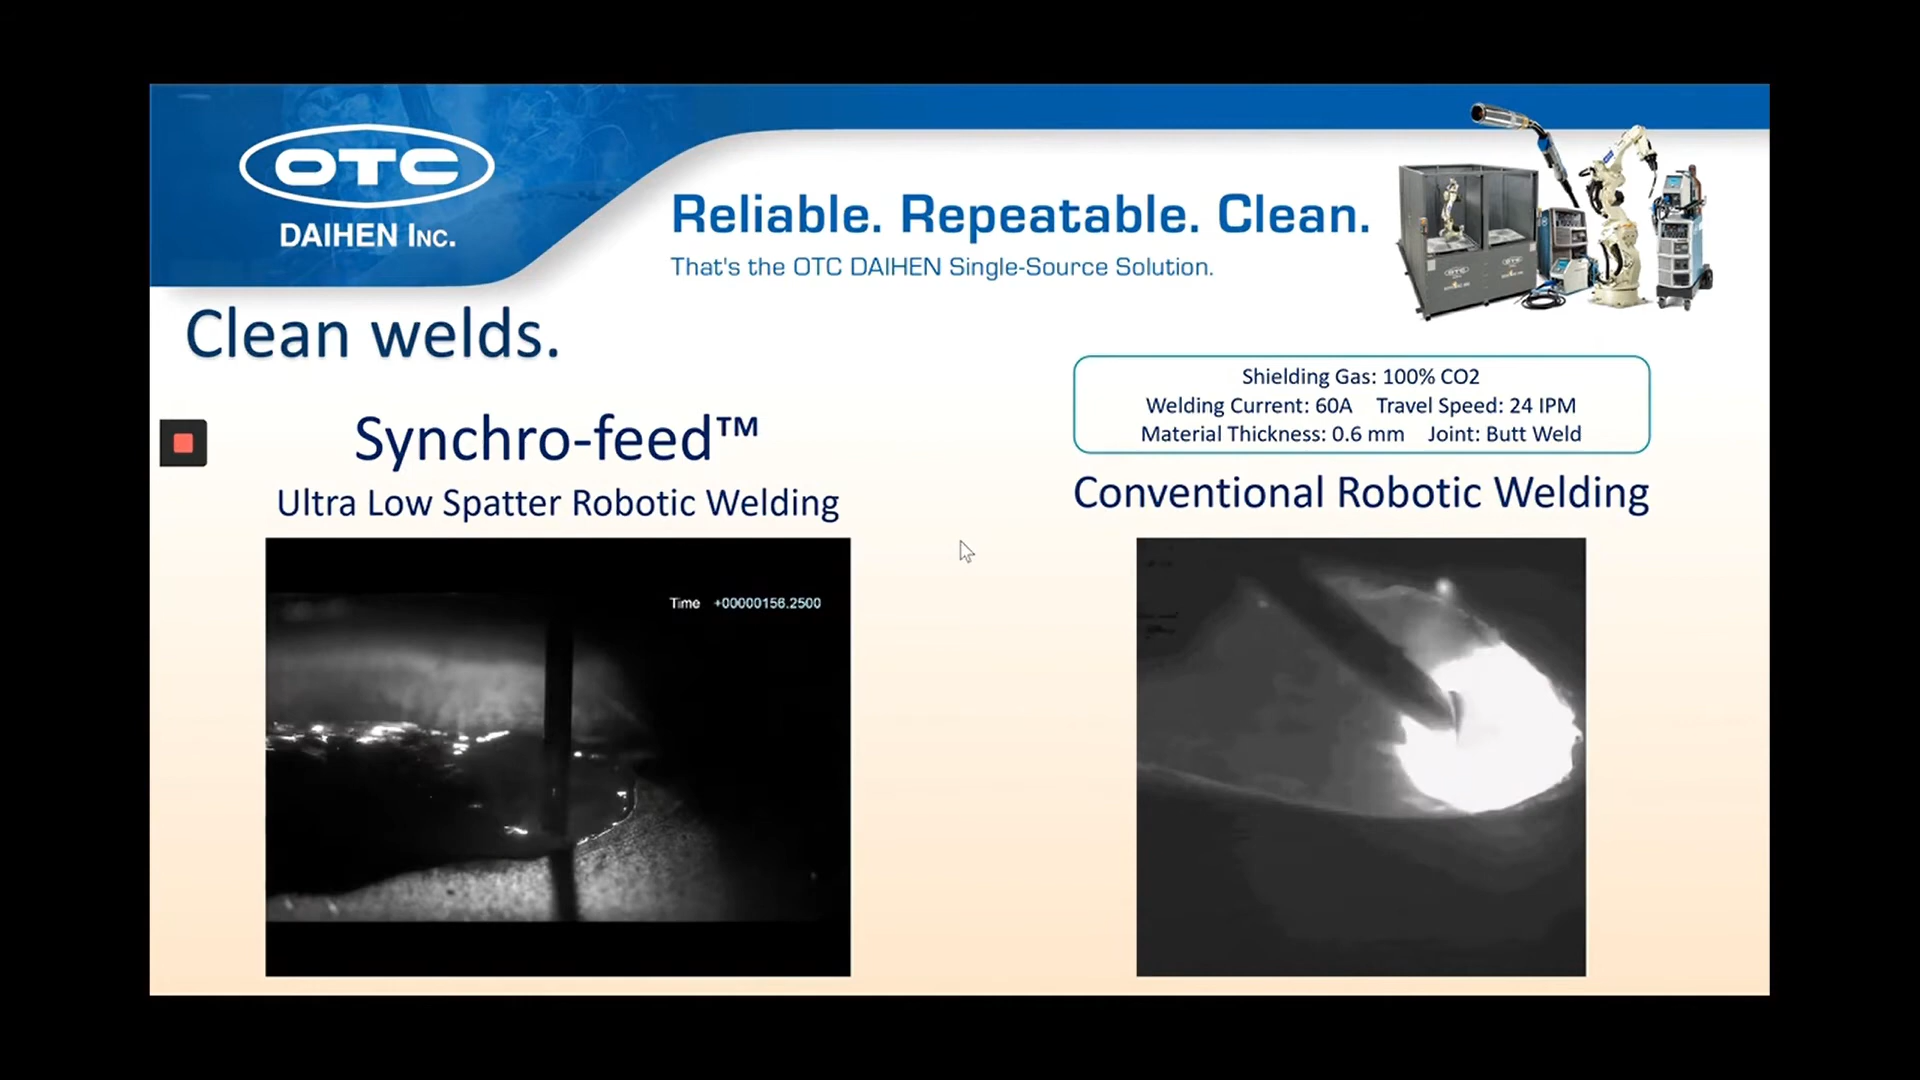 OTC
DAIHEN INC.
Reliable. Repeatable. Clean.
That's the OTC DAIHEN Single-Source Solution.
Clean welds.
Shielding Gas: 100% CO2
Welding Current: 60A Travel Speed: 24 IPM
Material Thickness: 0.6 mm Joint: Butt Weld
Synchro-feed™
Ultra Low Spatter Robotic Welding
Conventional Robotic Welding
Time +00000156.2500
OTC
OTC